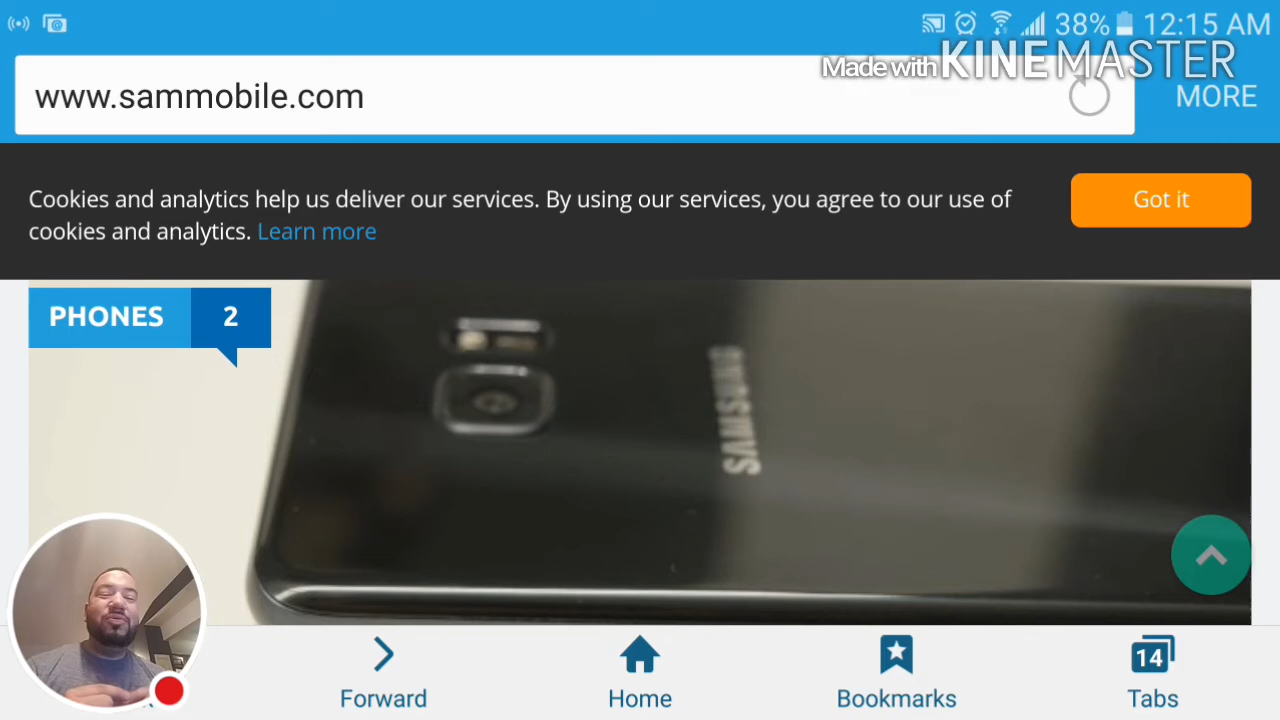 38% 12:15 AM
Made with KINEMASTER
www.sammobile.com
MORE
Cookies and analytics help us deliver our services. By using our services, you agree to our use of
cookies and analytics. Learn more
Got it
PHONES 2
SAMSUNG
Forward
Home
Bookmarks
14
Tabs